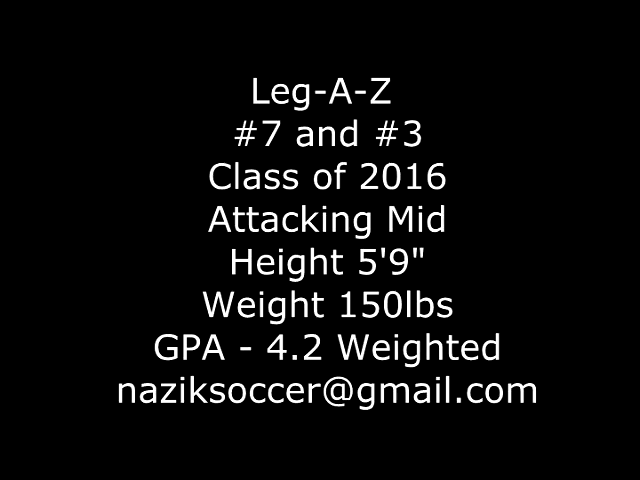 Leg-A-Z
#7 and #3
Class of 2016
Attacking Mid
Height 5'9"
Weight 150lbs
GPA - 4.2 Weighted
naziksoccer@gmail.com